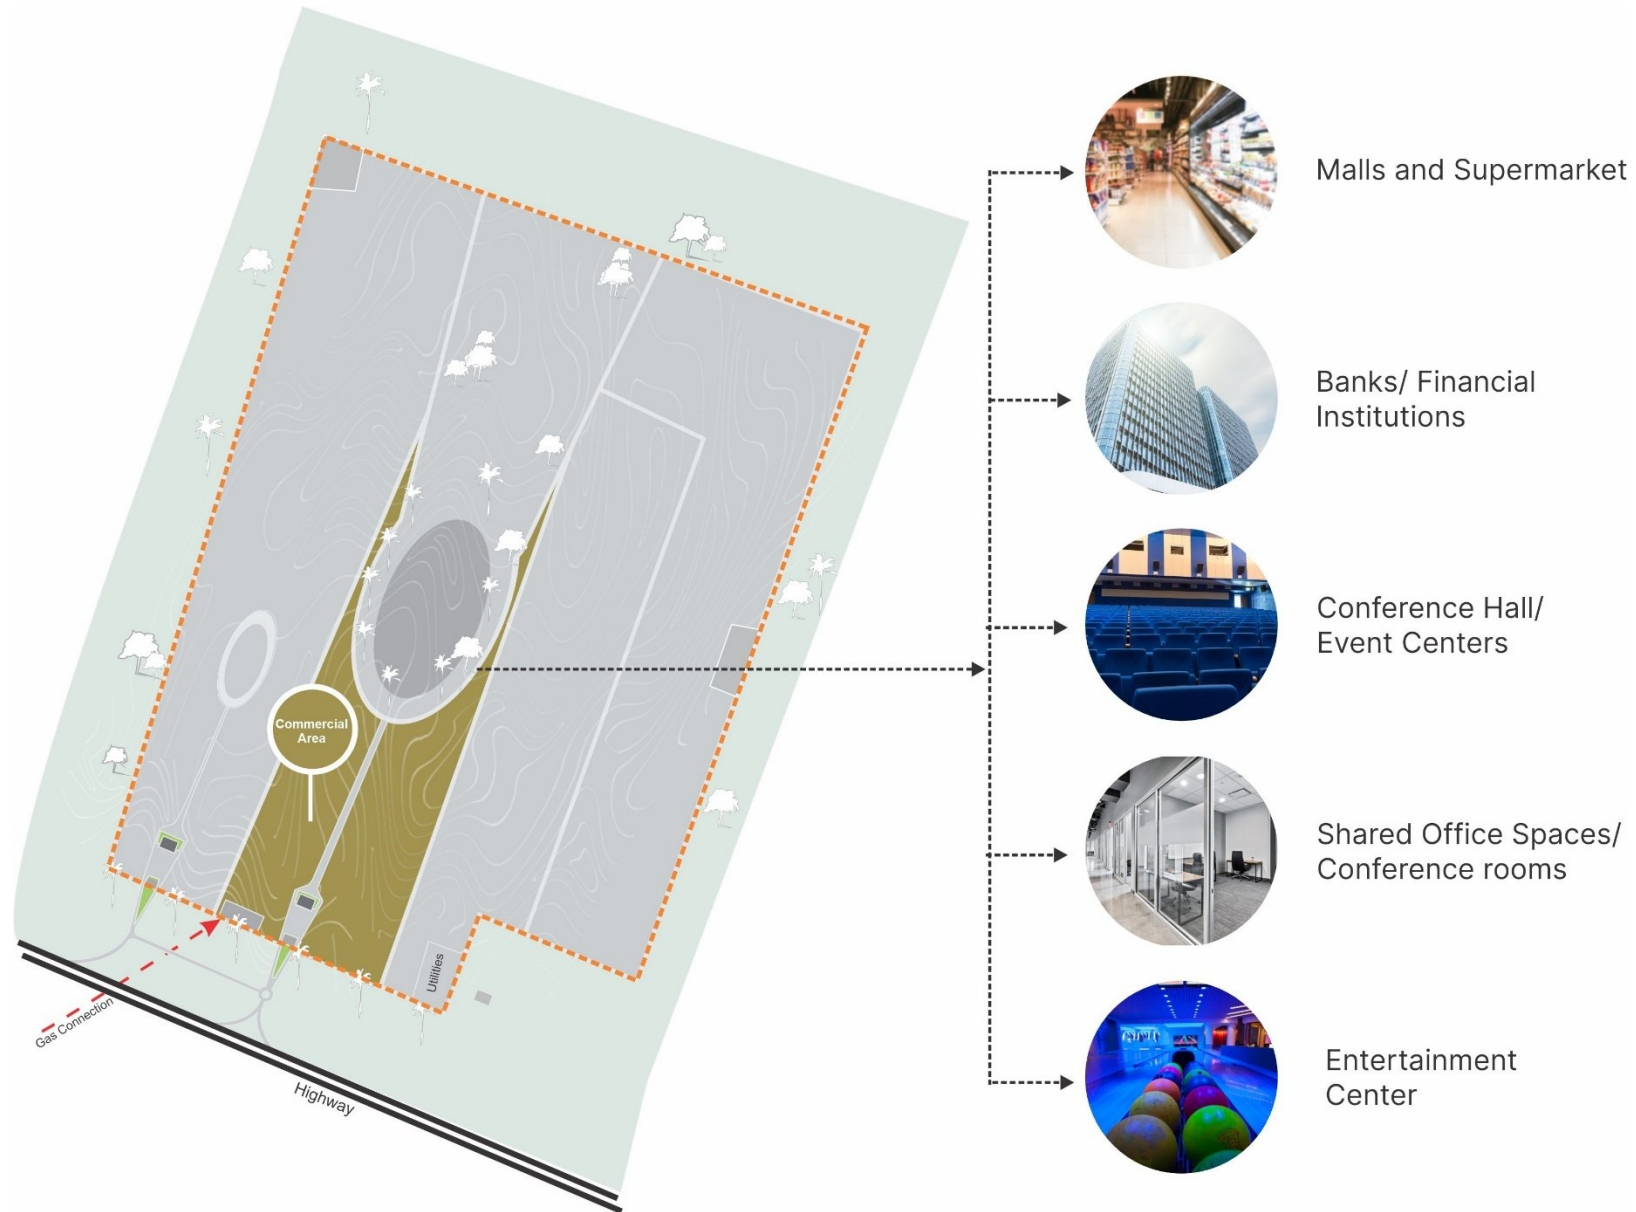 Malls and Supermarket
Banks/ Financial
Institutions
Conference Hall/
Event Centers
Shared Office Spaces/
Conference rooms
Entertainment
Center
Commercial
Area
Utilities
Gas Connection
Highway